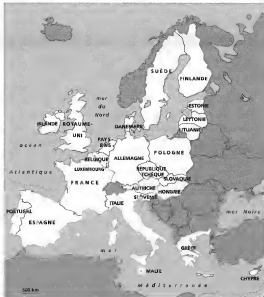 SUÈDE
FINLANDE
mer
du
Nord
ESTONIE
LETTONIE
LITUANIE
DANEMARK
IRLANDE
ROYAUME-
UNI
PAYS-
BAS
océan
POLOGNE
BELGIQUE
ALLEMAGNE
LUXEMBOURG
RÉPUBLIQUE
TCHÈQUE
Atlantique
SLOVAQUIE
FRANCE
AUTRICHE
HONGRIE
SLOVÉNIE
ITALIE
PORTUGAL
mer Noire
ESPAGNE
mer
GRÈCE
MALTE
Méditerranée
CHYPRE
500 km